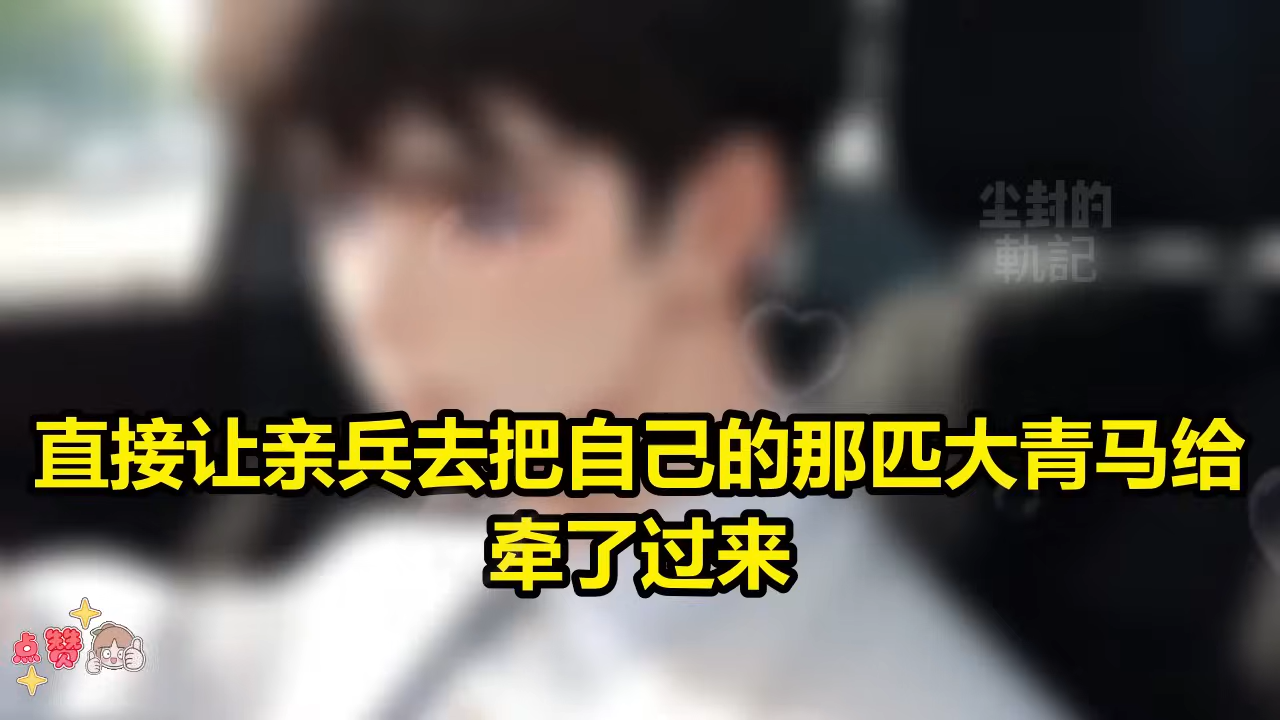 尘封的
軌記
直接让亲兵去把自己的那匹大青马给
牵了过来
点赞